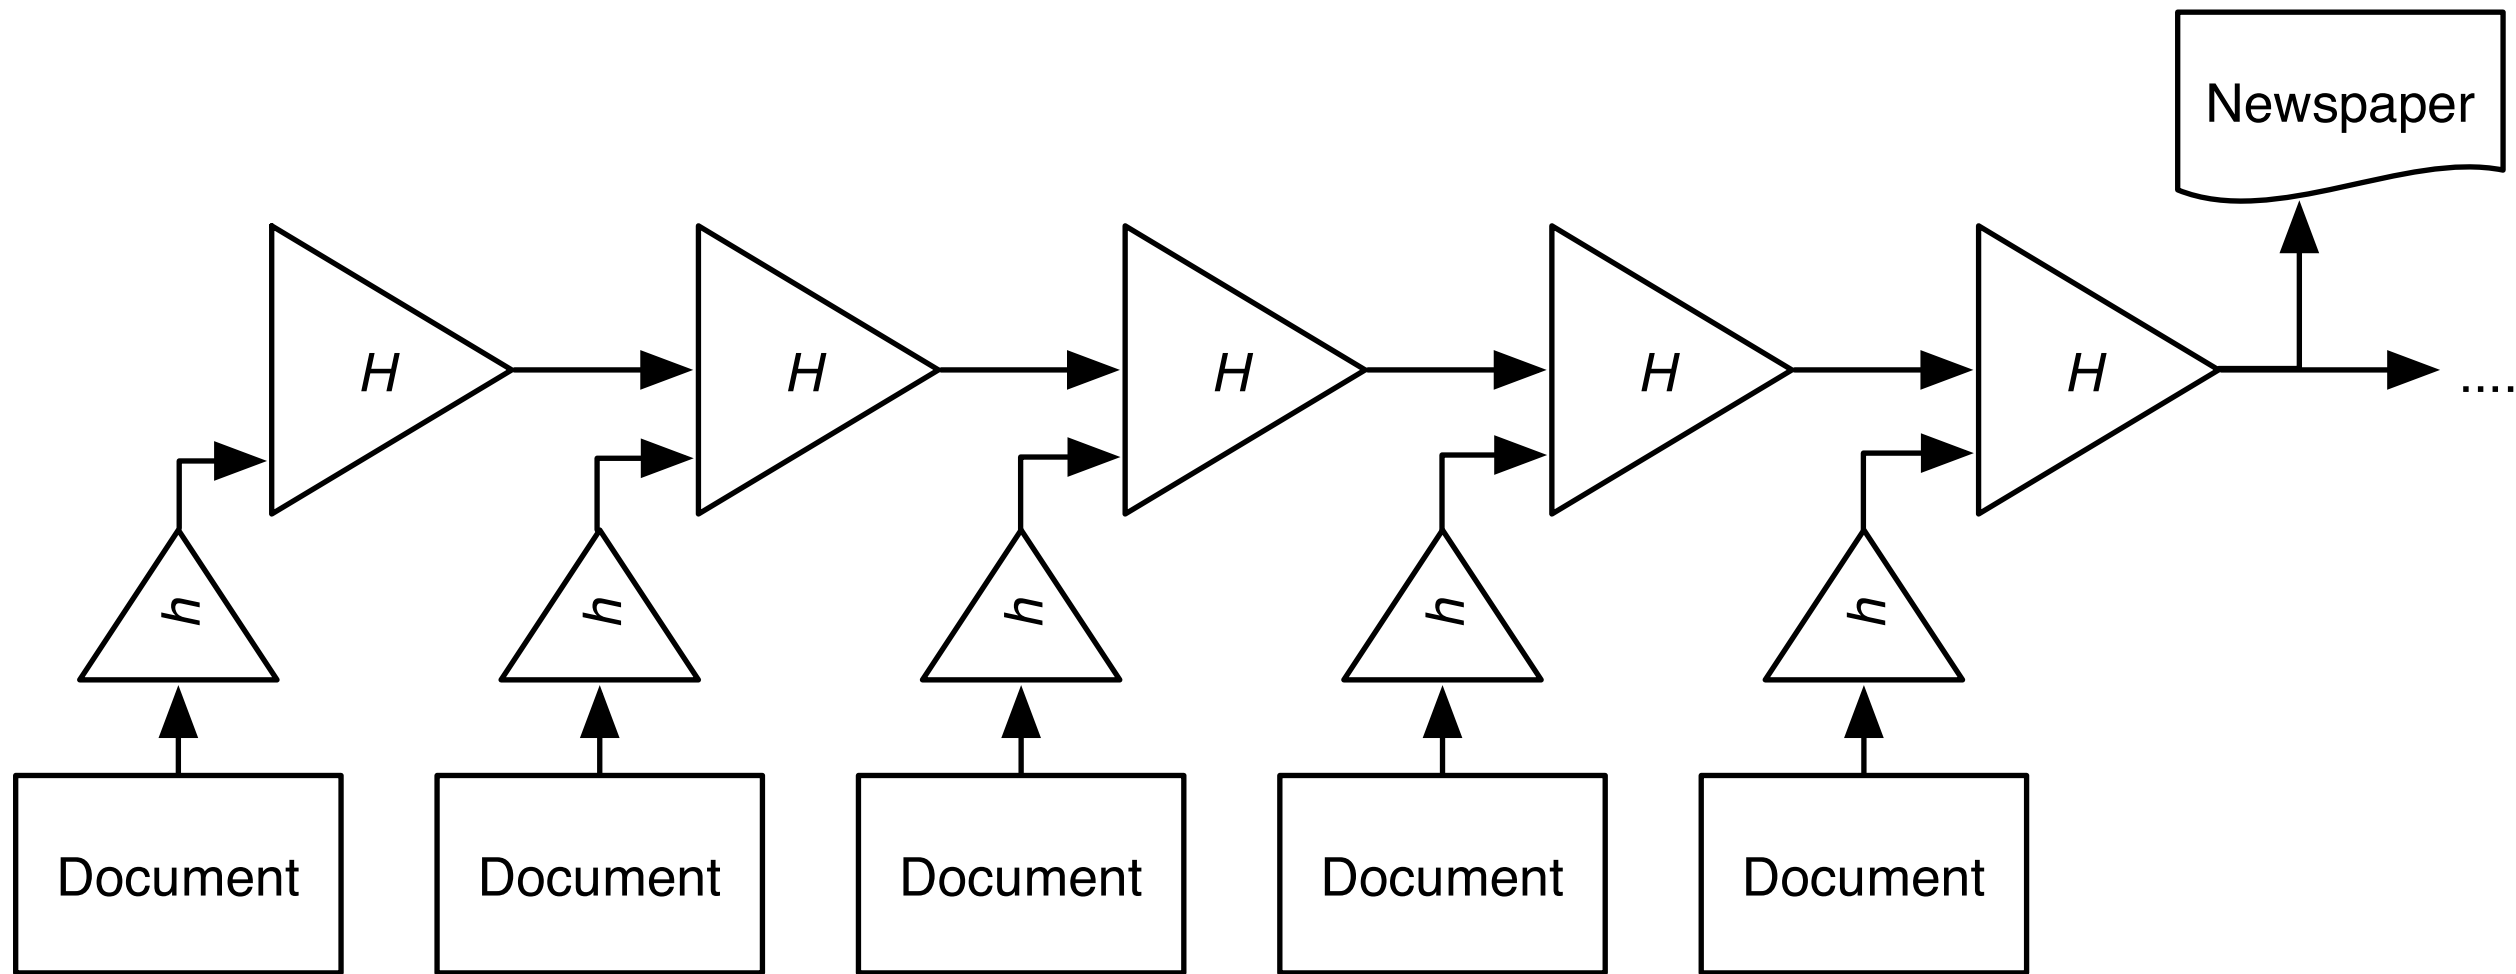 Newspaper
H H H H H
....
h h h h h
Document Document Document Document Document